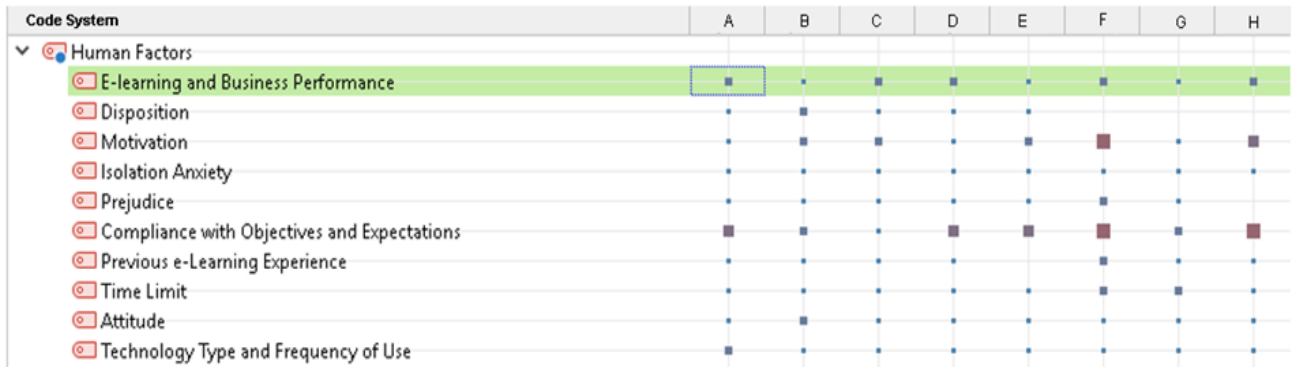 Code System A B C D E F G H
Human Factors
E-learning and Business Performance
Disposition
Motivation
Isolation Anxiety
Prejudice
Compliance with Objectives and Expectations
Previous e-Learning Experience
Time Limit
Attitude
Technology Type and Frequency of Use